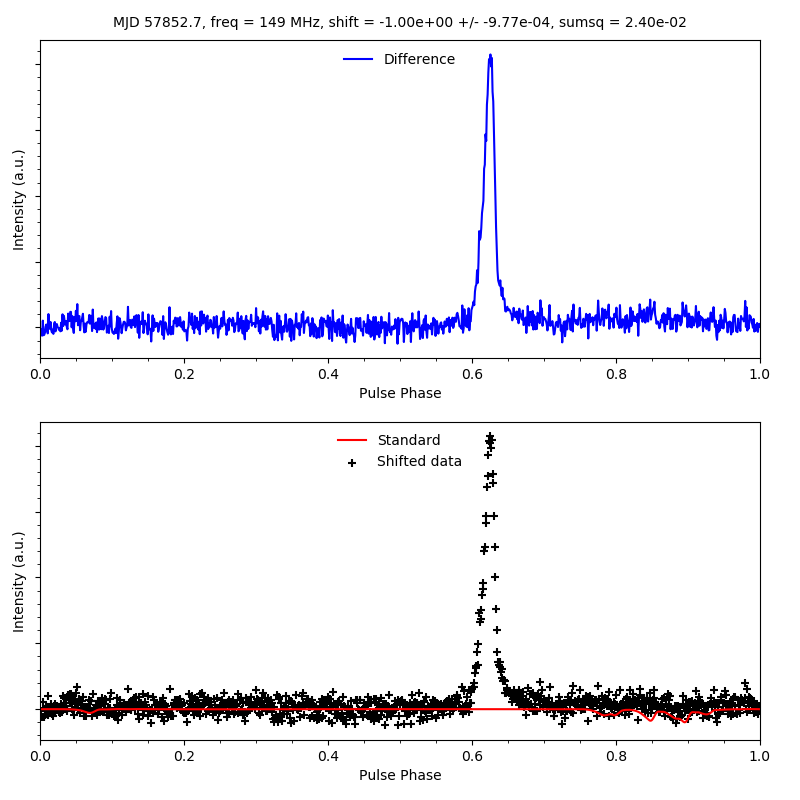 MJD 57852.7, freq = 149 MHz, shift = -1.00e+00 +/- -9.77e-04, sumsq = 2.40e-02
Difference
Intensity (a.u.)
0.0 0.2 0.4 0.6 0.8 1.0
Pulse Phase
Standard
Shifted data
Intensity (a.u.)
0.0 0.2 0.4 0.6 0.8 1.0
Pulse Phase